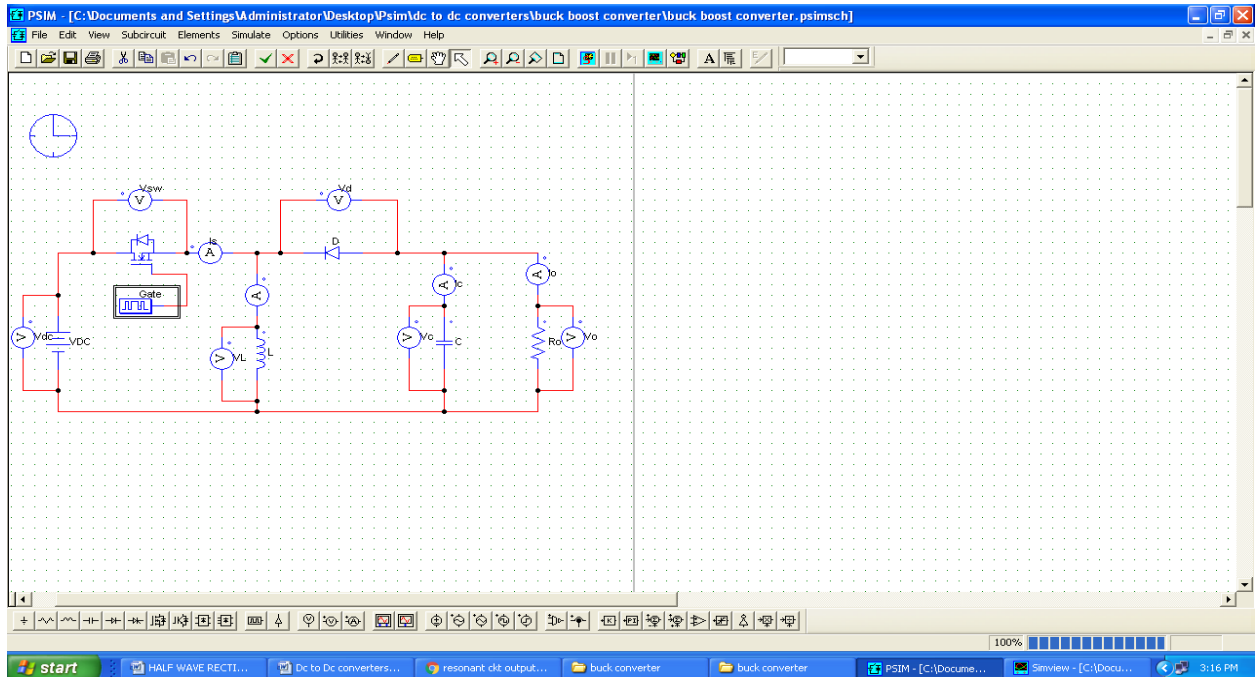 PSIM - [C:\Documents and Settings\Administrator\Desktop\Psim\dc to dc converters\buck boost converter\buck boost converter.psimsch]
File Edit View Subcircuit Elements Simulate Options Utilities Window Help
A
Vsw
V
Vd
V
Is
A
D
A
Io
A
Ic
Gate
A
V
Vdc
VDC
V
VL
L
V
Vc
C
Ro
V
Vo
K
PI
100%
start
HALF WAVE RECTI...
Dc to Dc converters...
resonant ckt output...
buck converter
buck converter
PSIM - [C:\Docume...
Simview - [C:\Docu...
3:16 PM